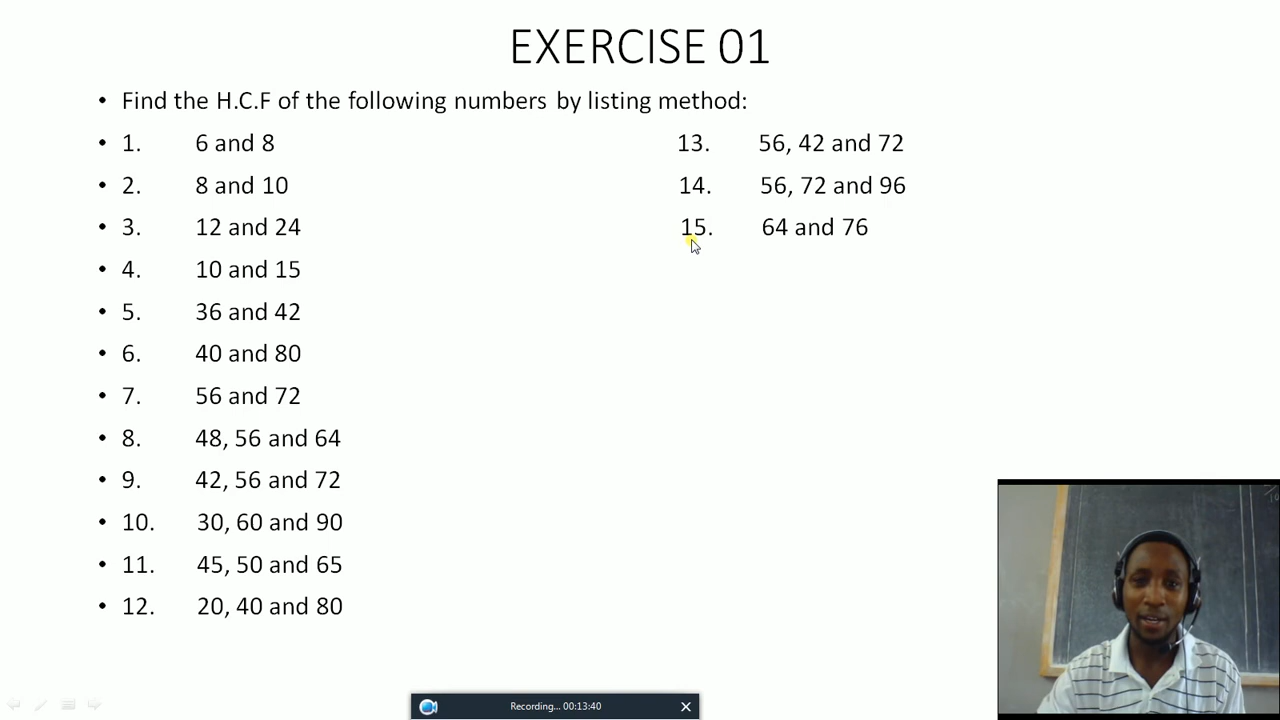 EXERCISE 01
• Find the H.C.F of the following numbers by listing method:
• 1. 6 and 8
• 2. 8 and 10
• 3. 12 and 24
• 4. 10 and 15
• 5. 36 and 42
• 6. 40 and 80
• 7. 56 and 72
• 8. 48, 56 and 64
• 9. 42, 56 and 72
• 10. 30, 60 and 90
• 11. 45, 50 and 65
• 12. 20, 40 and 80
13. 56, 42 and 72
14. 56, 72 and 96
15. 64 and 76
Recording... 00:13:40